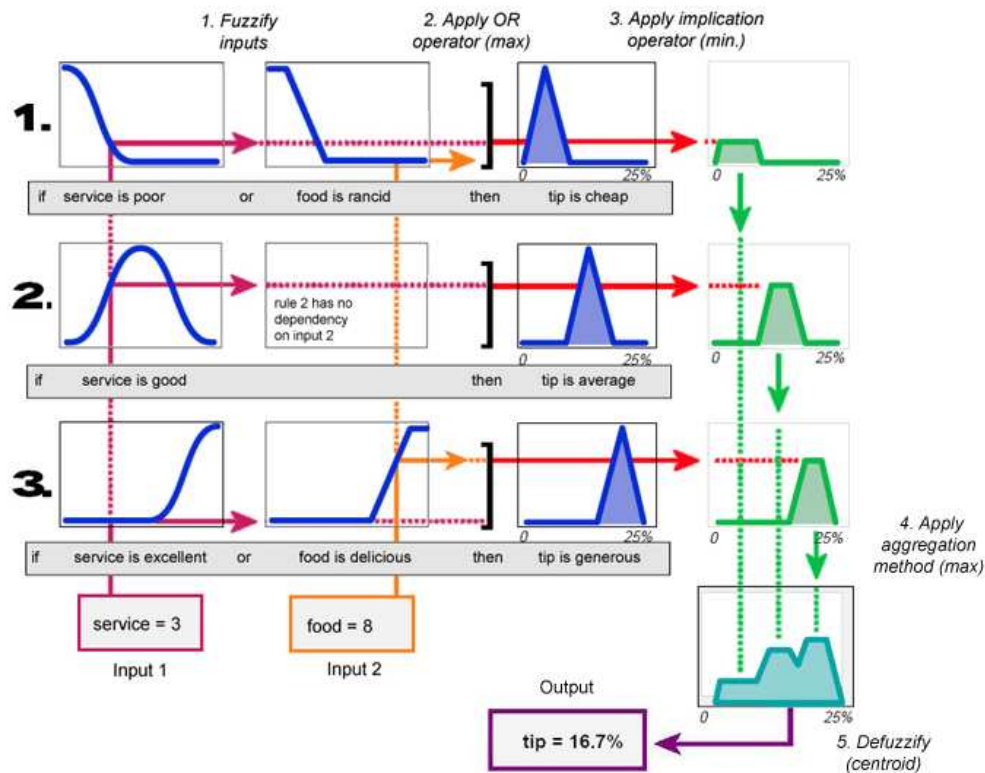 1. Fuzzify
inputs
2. Apply OR
operator (max)
3. Apply implication
operator (min.)
1.
0 25%
0 25%
if service is poor or food is rancid then tip is cheap
2.
rule 2 has no
dependency
on input 2
0 25%
0 25%
if service is good then tip is average
3.
0 25%
0 25%
if service is excellent or food is delicious then tip is generous
4. Apply
aggregation
method (max)
service = 3
food = 8
Input 1
Input 2
0 25%
Output
tip = 16.7%
5. Defuzzify
(centroid)